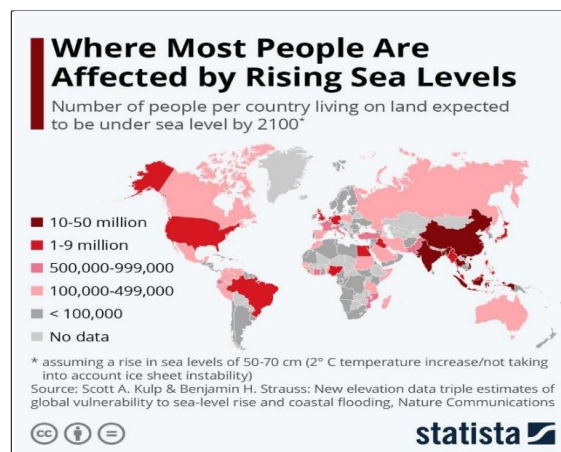 Where Most People Are
Affected by Rising Sea Levels
Number of people per country living on land expected
to be under sea level by 2100*
10-50 million
1-9 million
500,000-999,000
100,000-499,000
< 100,000
No data
* assuming a rise in sea levels of 50-70 cm (2° C temperature increase/not taking
into account ice sheet instability)
Source: Scott A. Kulp & Benjamin H. Strauss: New elevation data triple estimates of
global vulnerability to sea-level rise and coastal flooding, Nature Communications
cc
statista